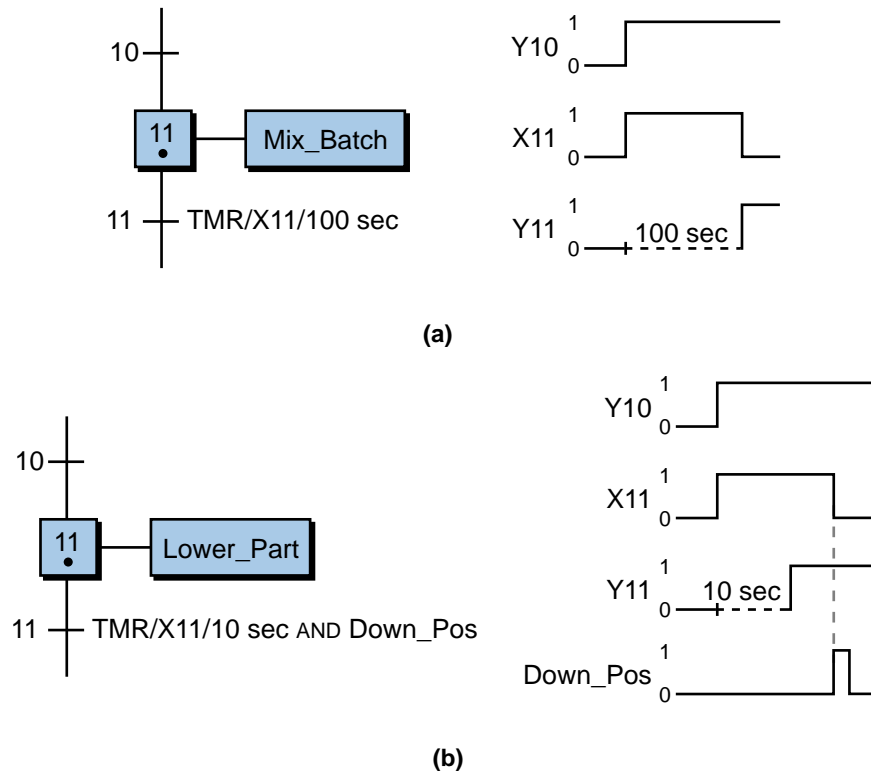 10
11
Mix_Batch
11 TMR/X11/100 sec
Y10 1 0
X11 1 0
Y11 1 0 100 sec
(a)
10
11
Lower_Part
11 TMR/X11/10 sec AND Down_Pos
Y10 1 0
X11 1 0
Y11 1 0 10 sec
Down_Pos 1 0
(b)